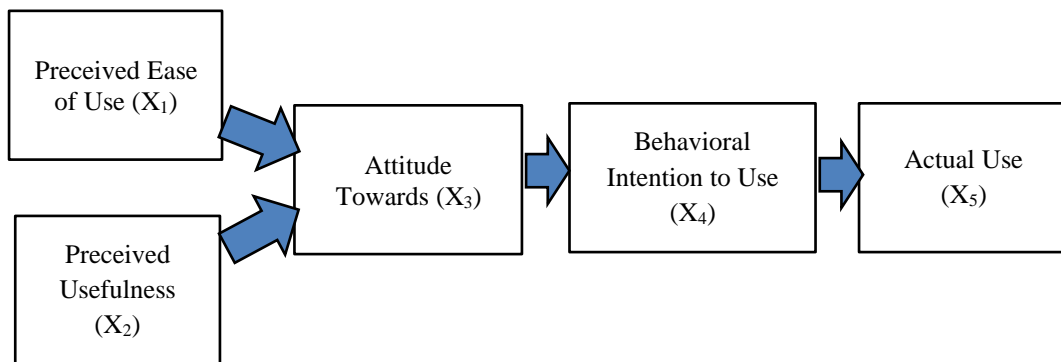 Preceived Ease
of Use (X₁)
Preceived
Usefulness
(X₂)
Attitude
Towards (X₃)
Behavioral
Intention to Use
(X₄)
Actual Use
(X₅)